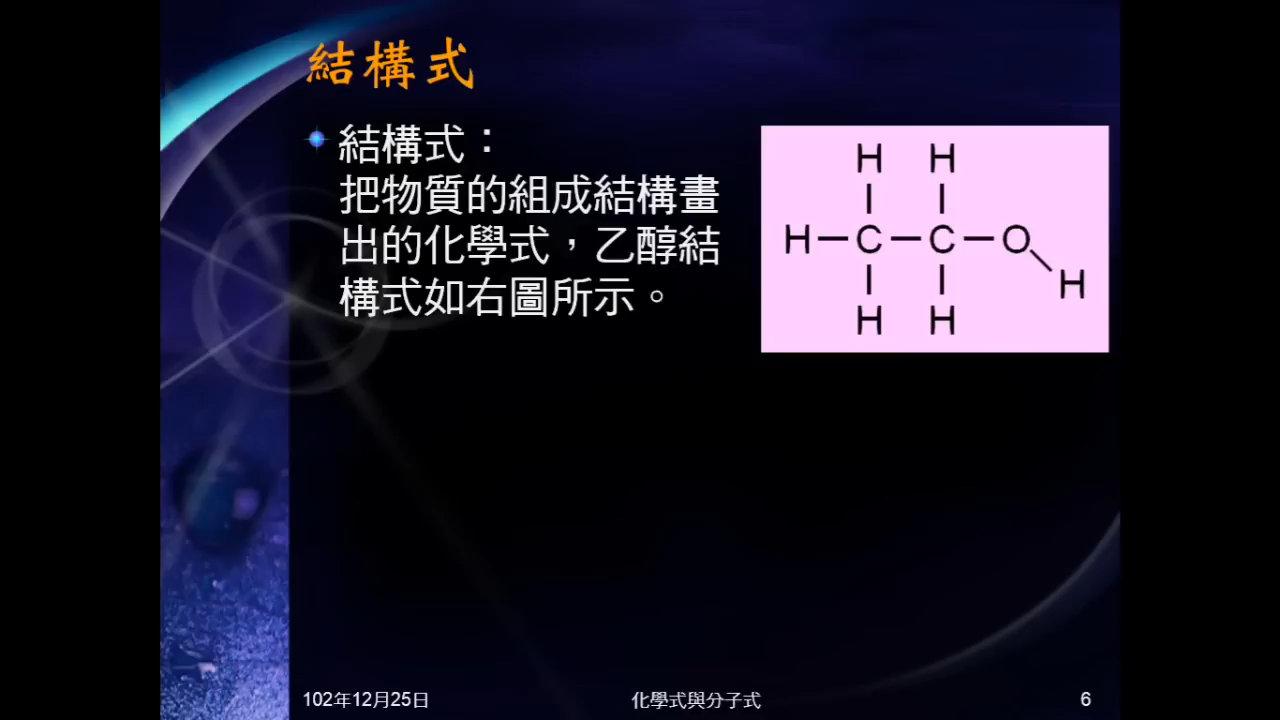 結構式
結構式：
把物質的組成結構畫
出的化學式，乙醇結
構式如右圖所示。
H H
H C C O
H
H H
102年12月25日
化學式與分子式
6